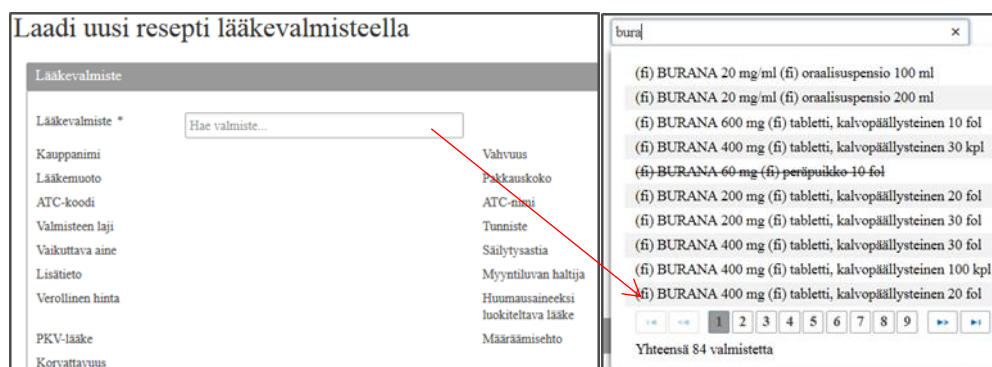 Laadi uusi resepti lääkevalmisteella
Lääkevalmiste
Lääkevalmiste * Hae valmiste...
Kauppanimi Vahvuus
Lääkemuoto Pakkauskoko
ATC-koodi ATC-nimi
Valmisteen laji Tunniste
Vaikuttava aine Säilytysastia
Lisätieto Myyntiluvan haltija
Verollinen hinta Huumausaineeksi
luokiteltava lääke
PKV-lääke Määräämisehto
Korvattavuus
bura ×
(fi) BURANA 20 mg/ml (fi) oraalisuspensio 100 ml
(fi) BURANA 20 mg/ml (fi) oraalisuspensio 200 ml
(fi) BURANA 600 mg (fi) tabletti, kalvopäällysteinen 10 fol
(fi) BURANA 400 mg (fi) tabletti, kalvopäällysteinen 30 kpl
(fi) BURANA 60 mg (fi) peräpuikko 10 fol
(fi) BURANA 200 mg (fi) tabletti, kalvopäällysteinen 20 fol
(fi) BURANA 200 mg (fi) tabletti, kalvopäällysteinen 30 fol
(fi) BURANA 400 mg (fi) tabletti, kalvopäällysteinen 30 fol
(fi) BURANA 400 mg (fi) tabletti, kalvopäällysteinen 100 kpl
(fi) BURANA 400 mg (fi) tabletti, kalvopäällysteinen 20 fol
1 2 3 4 5 6 7 8 9
Yhteensä 84 valmistetta